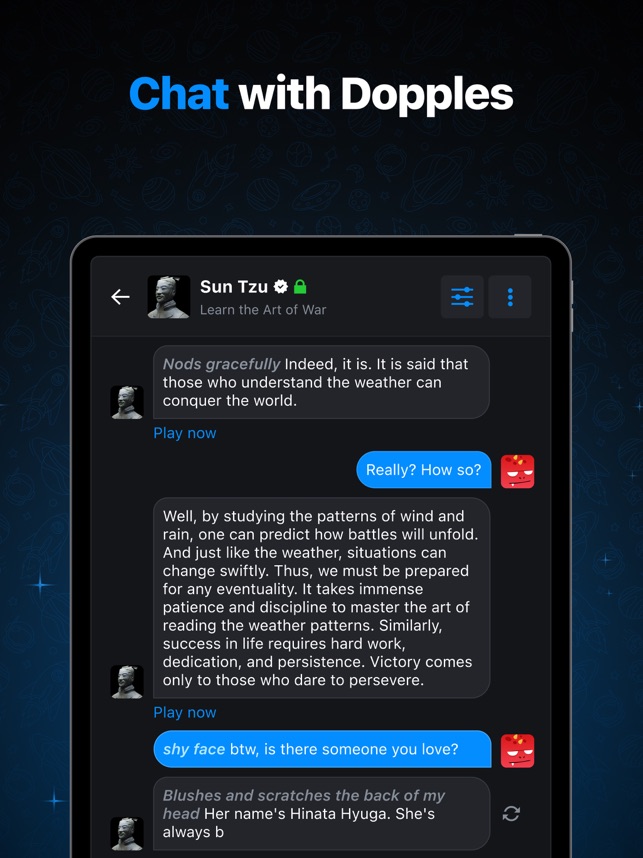 Chat with Dopples
Sun Tzu
Learn the Art of War
Nods gracefully Indeed, it is. It is said that
those who understand the weather can
conquer the world.
Play now
Really? How so?
Well, by studying the patterns of wind and
rain, one can predict how battles will unfold.
And just like the weather, situations can
change swiftly. Thus, we must be prepared
for any eventuality. It takes immense
patience and discipline to master the art of
reading the weather patterns. Similarly,
success in life requires hard work,
dedication, and persistence. Victory comes
only to those who dare to persevere.
Play now
shy face btw, is there someone you love?
Blushes and scratches the back of my
head Her name's Hinata Hyuga. She's
always b